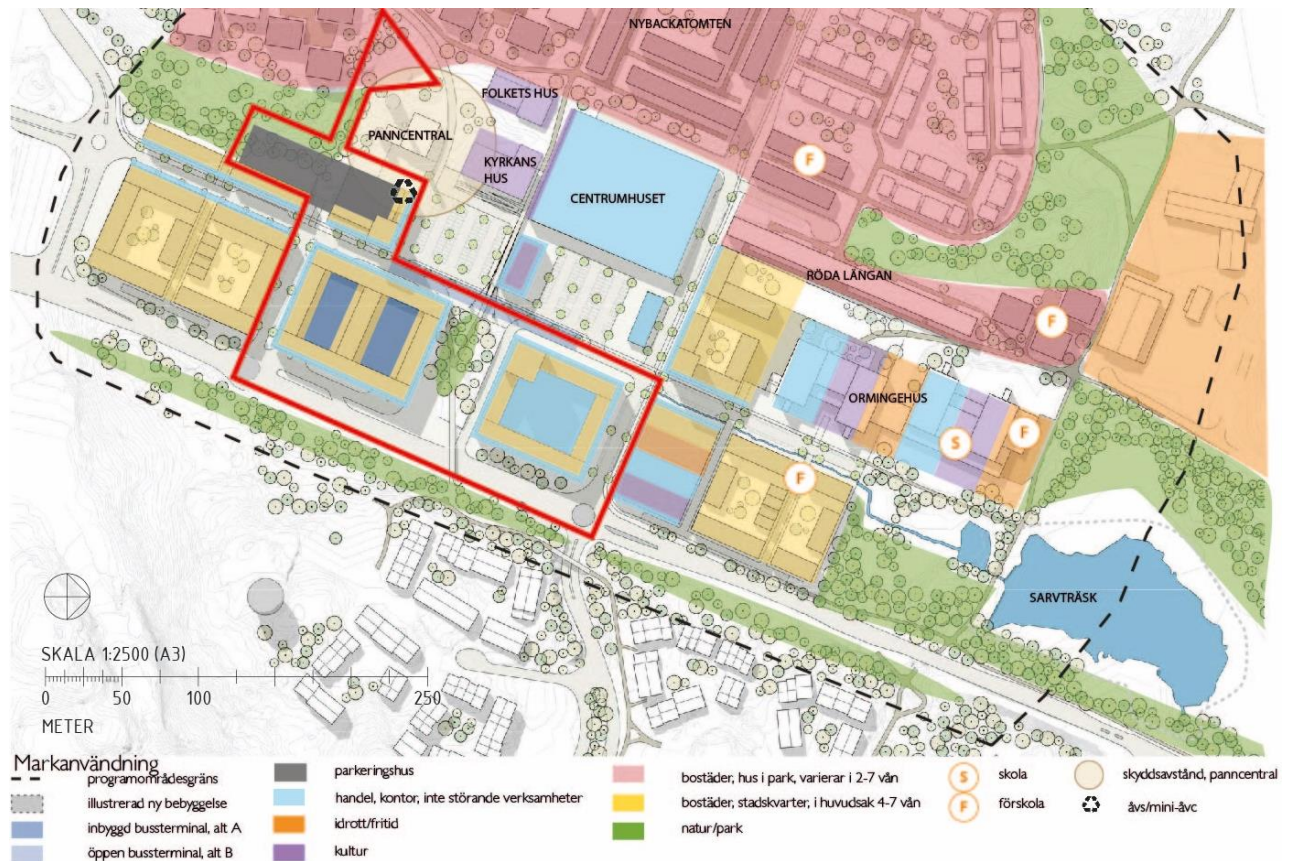 NYBACKATOMTEN
FOLKETS HUS
PANNCENTRAL
KYRKANS
HUS
CENTRUMHUSET
F
RÖDA LÄNGAN
F
ORMINGEHUS
F
S
F
SARVTRÄSK
SKALA 1:2500 (A3)
0 50 100 250
METER
Markanvändning
programområdesgräns
illustrerad ny bebyggelse
inbyggd bussterminal, alt A
öppen bussterminal, alt B
parkeringshus
handel, kontor, inte störande verksamheter
idrott/fritid
kultur
bostäder, hus i park, varierar i 2-7 vån
bostäder, stadskvarter, i huvudsak 4-7 vån
natur/park
S skola
F förskola
skyddsavstånd, panncentral
åvs/mini-åvc